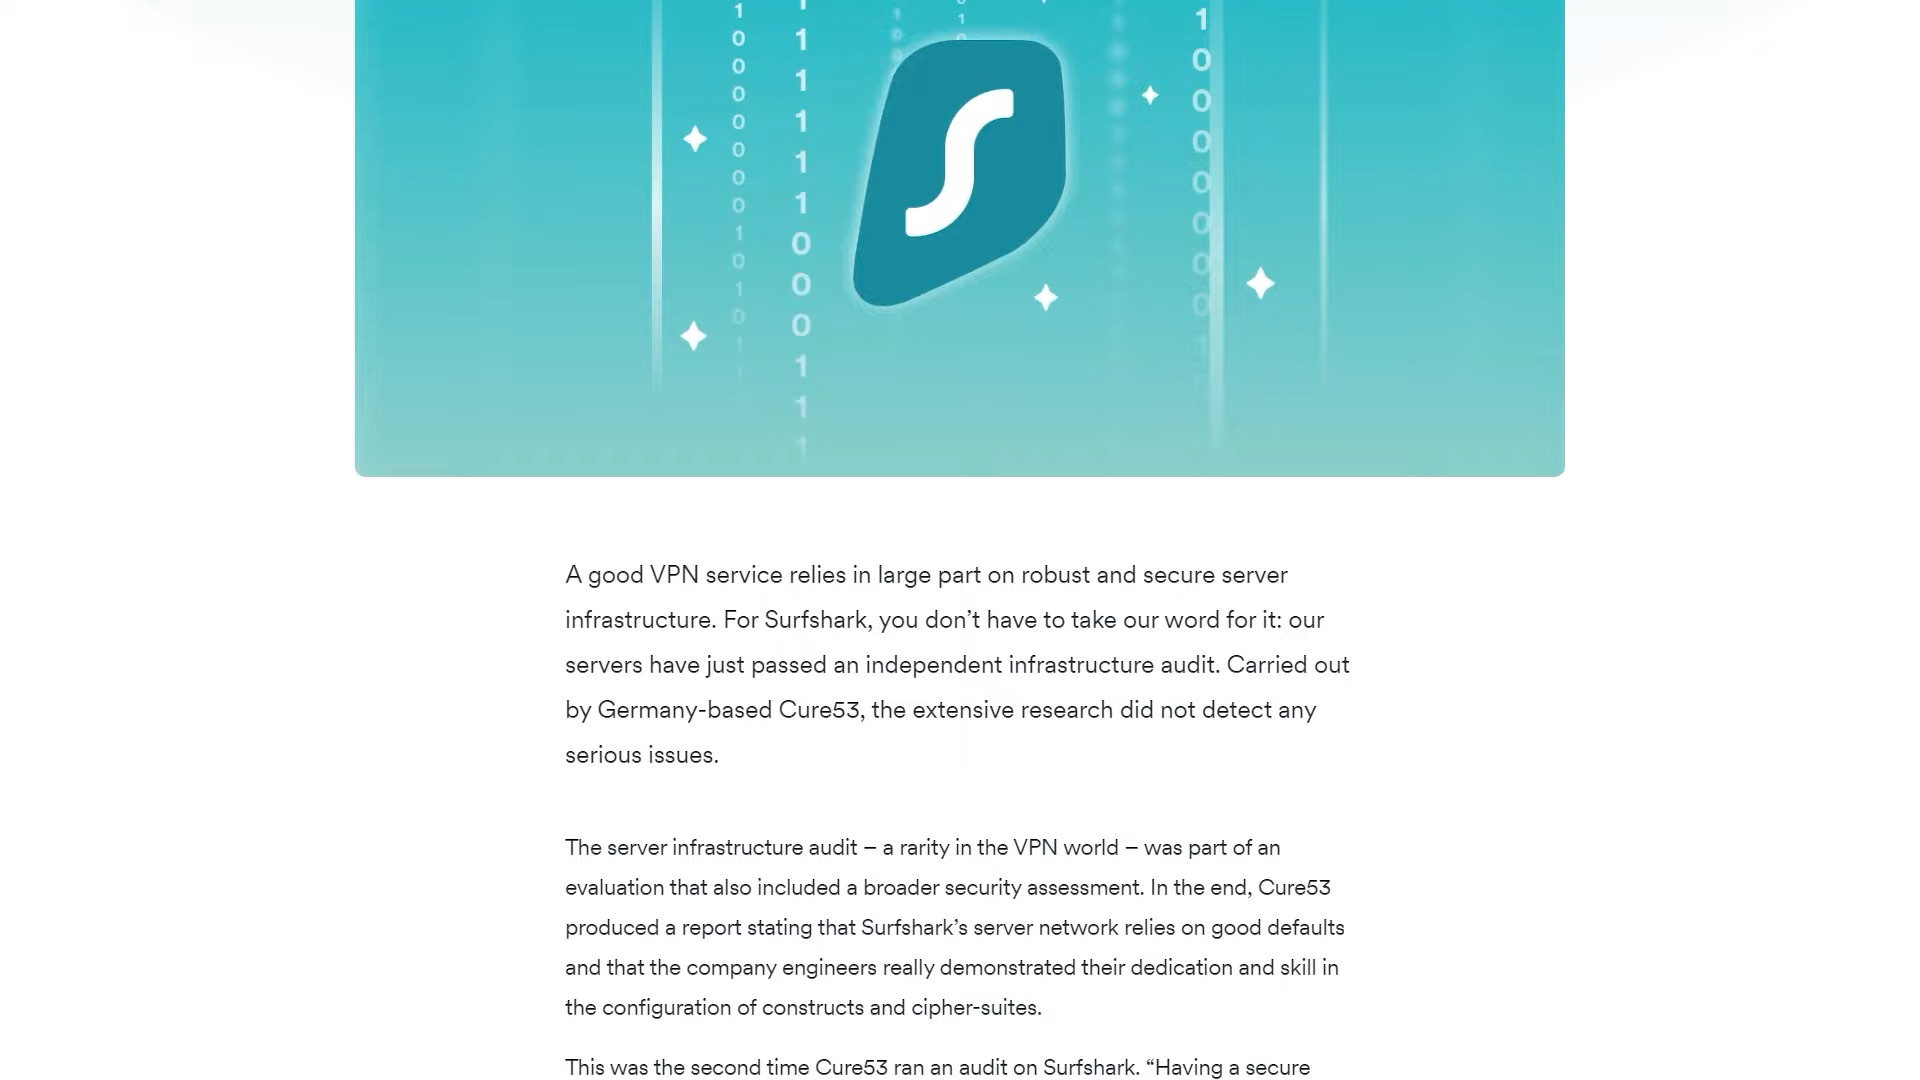 A good VPN service relies in large part on robust and secure server
infrastructure. For Surfshark, you don’t have to take our word for it: our
servers have just passed an independent infrastructure audit. Carried out
by Germany-based Cure53, the extensive research did not detect any
serious issues.
The server infrastructure audit – a rarity in the VPN world – was part of an
evaluation that also included a broader security assessment. In the end, Cure53
produced a report stating that Surfshark’s server network relies on good defaults
and that the company engineers really demonstrated their dedication and skill in
the configuration of constructs and cipher-suites.
This was the second time Cure53 ran an audit on Surfshark. “Having a secure